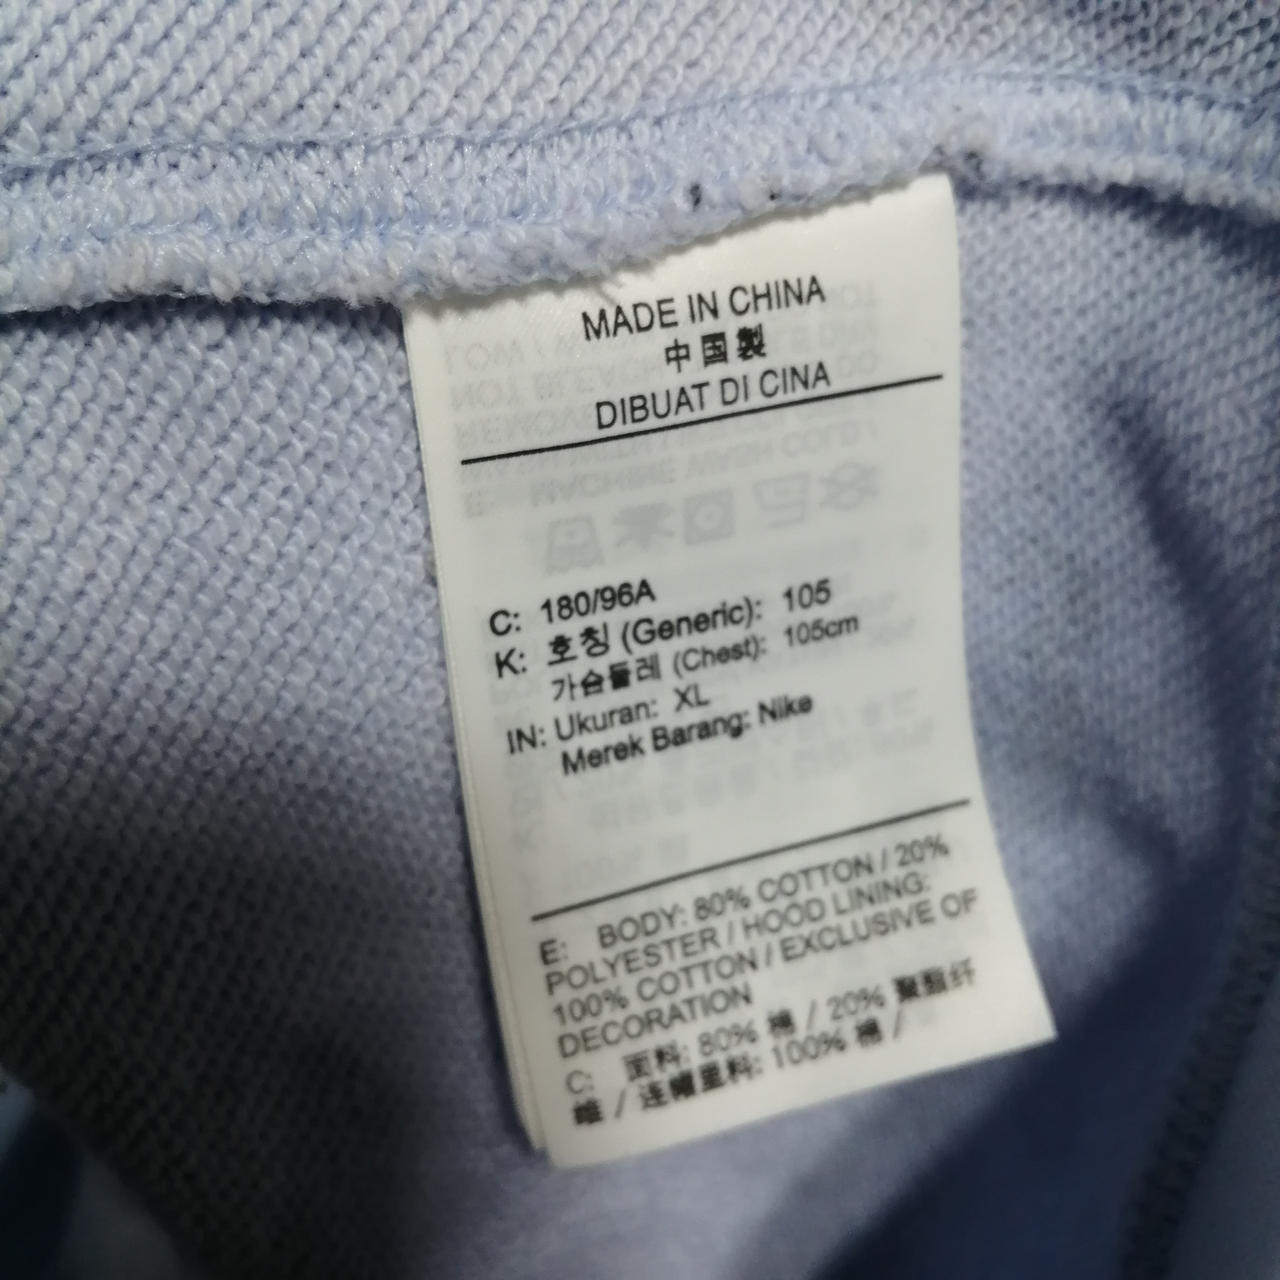 MADE IN CHINA
中国製
DIBUAT DI CINA
C: 180/96A
K: 호칭 (Generic): 105
가슴둘레 (Chest): 105cm
IN: Ukuran: XL
Merek Barang: Nike
E: BODY: 80% COTTON / 20%
POLYESTER / HOOD LINING:
100% COTTON / EXCLUSIVE OF
DECORATION
C: 面料: 80% 棉 / 20% 聚酯纤
维 / 连帽里料: 100% 棉 /